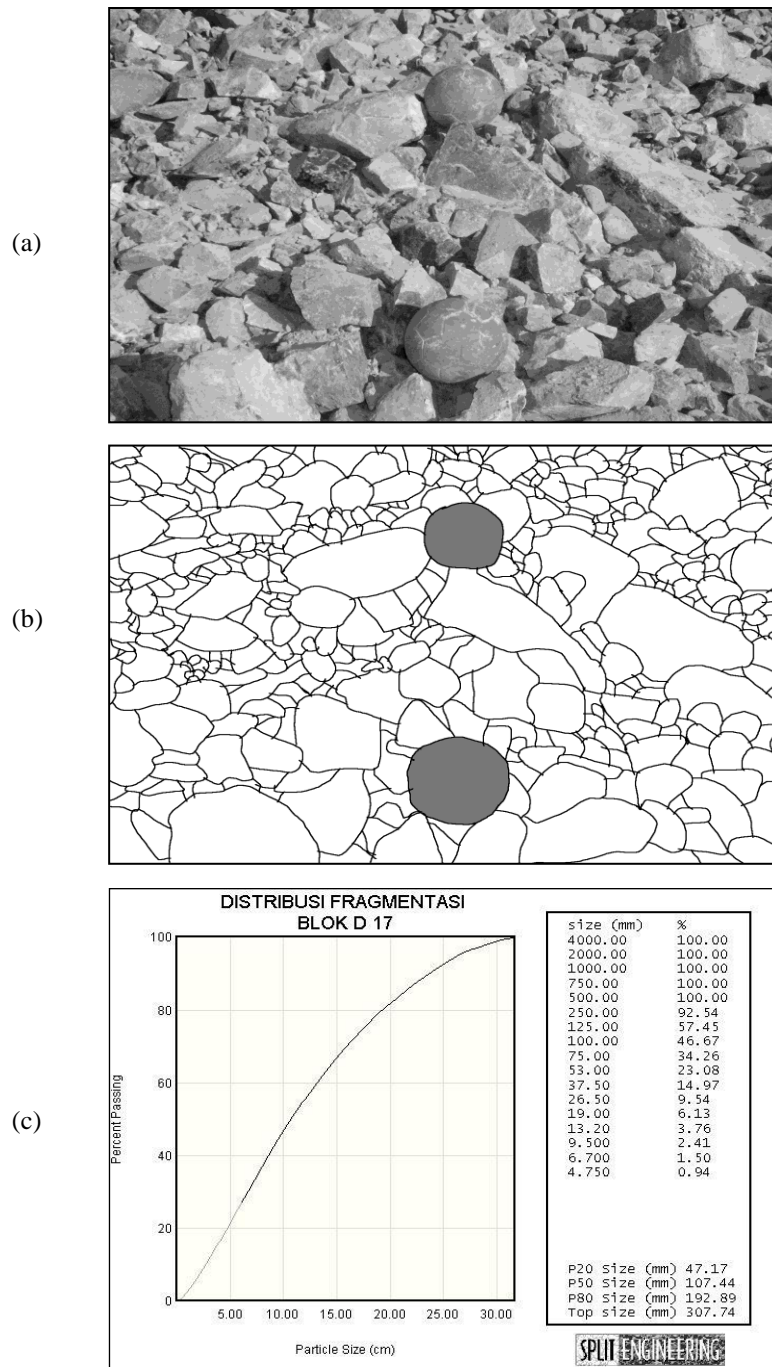 (a)
(b)
(c)
DISTRIBUSI FRAGMENTASI
BLOK D 17
100
80
60
40
20
0
Percent Passing
5.00 10.00 15.00 20.00 25.00 30.00
Particle Size (cm)
size (mm) %
4000.00 100.00
2000.00 100.00
1000.00 100.00
750.00 100.00
500.00 100.00
250.00 92.54
125.00 57.45
100.00 46.67
75.00 34.26
53.00 23.08
37.50 14.97
26.50 9.54
19.00 6.13
13.20 3.76
9.500 2.41
6.700 1.50
4.750 0.94
P20 Size (mm) 47.17
P50 Size (mm) 107.44
P80 Size (mm) 192.89
Top Size (mm) 307.74
SPLIT ENGINEERING